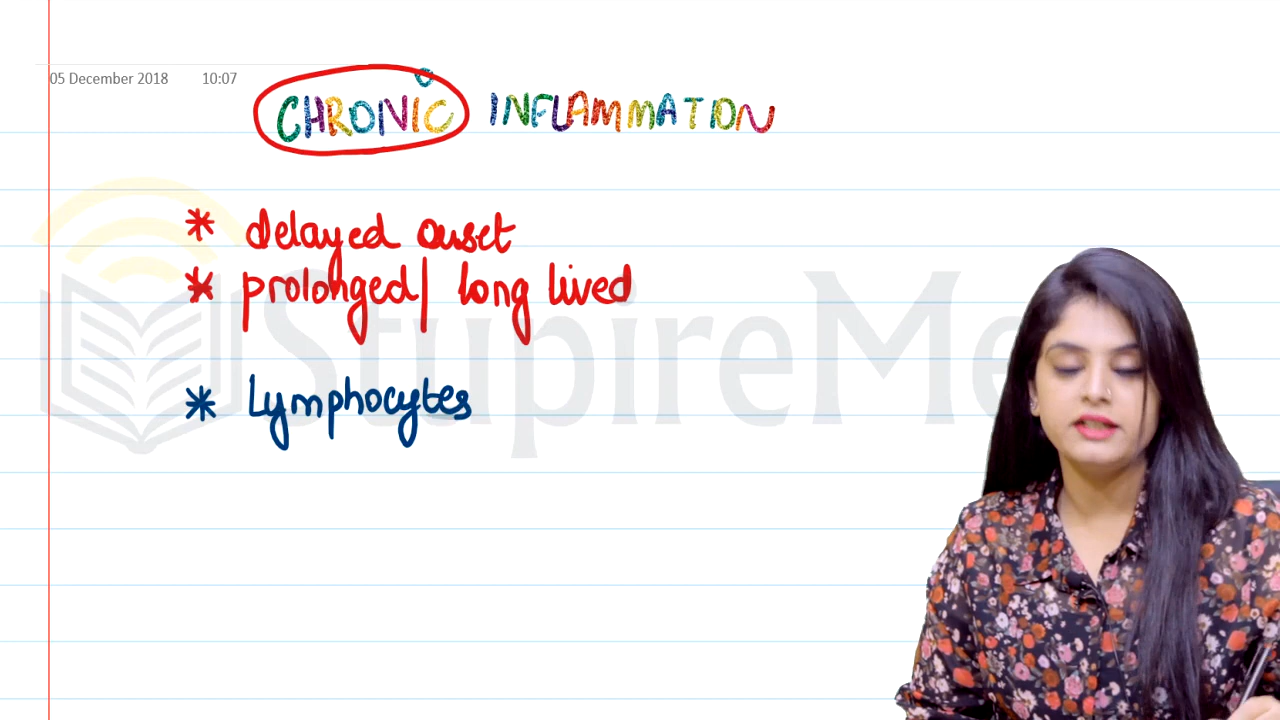 05 December 2018 10:07
CHRONIC INFLAMMATION
* delayed onset
* prolonged/ long lived
StupireMe
* Lymphocytes